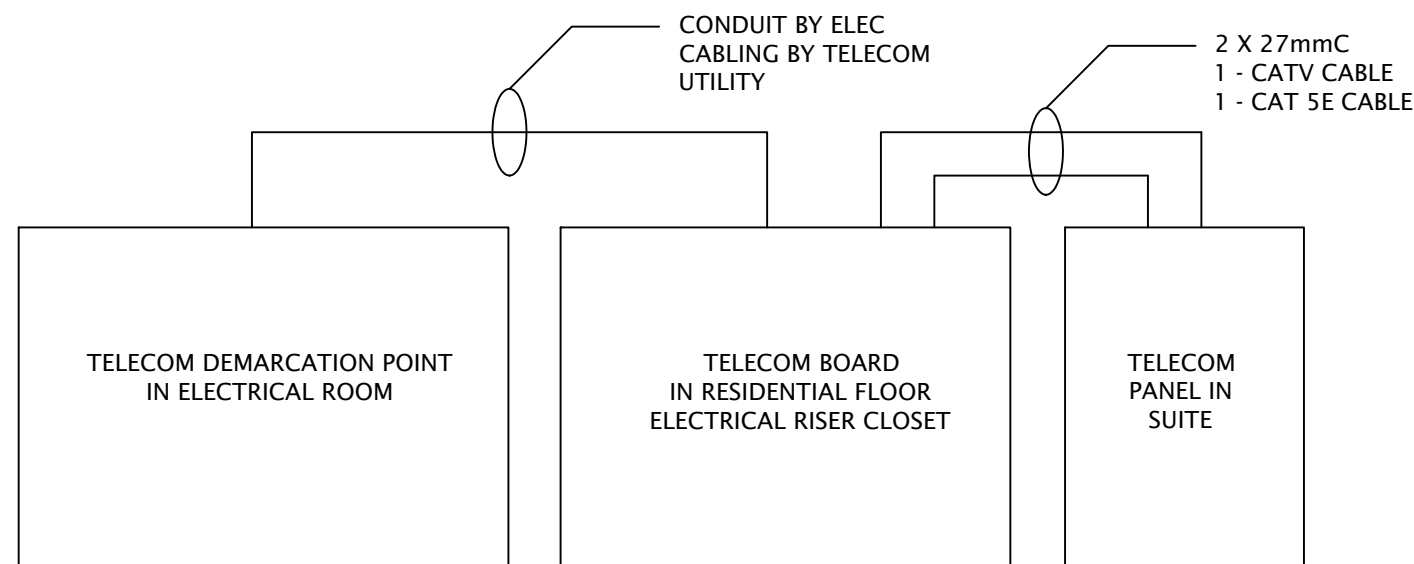 CONDUIT BY ELEC
CABLING BY TELECOM
UTILITY
2 X 27mmC
1 - CATV CABLE
1 - CAT 5E CABLE
TELECOM DEMARCATION POINT
IN ELECTRICAL ROOM
TELECOM BOARD
IN RESIDENTIAL FLOOR
ELECTRICAL RISER CLOSET
TELECOM
PANEL IN
SUITE